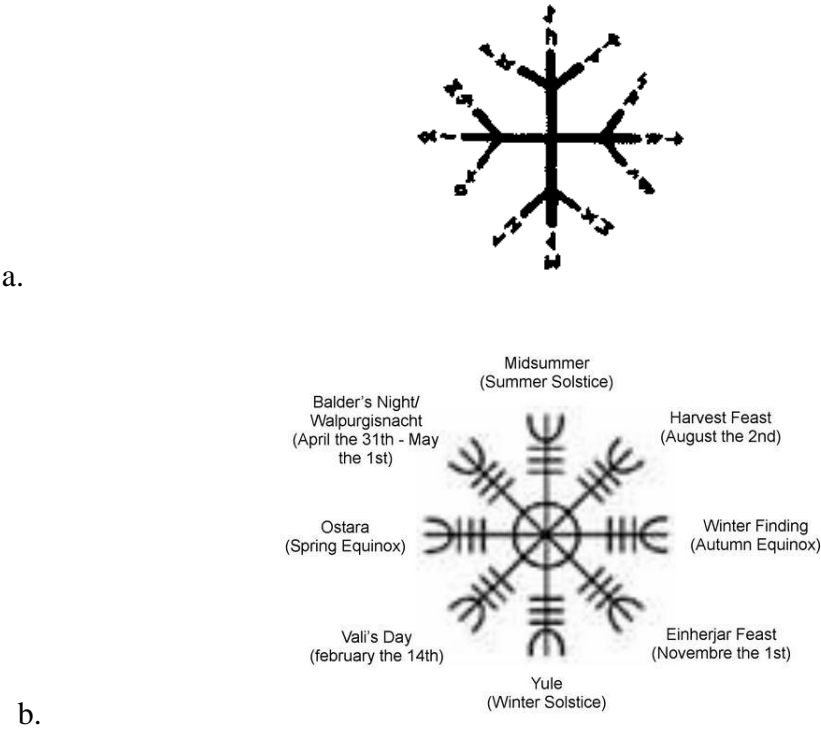 a.
Midsummer
(Summer Solstice)
Balder's Night/
Walpurgisnacht
(April the 31th - May
the 1st)
Harvest Feast
(August the 2nd)
Ostara
(Spring Equinox)
Winter Finding
(Autumn Equinox)
Vali's Day
(february the 14th)
Einherjar Feast
(Novembre the 1st)
Yule
(Winter Solstice)
b.